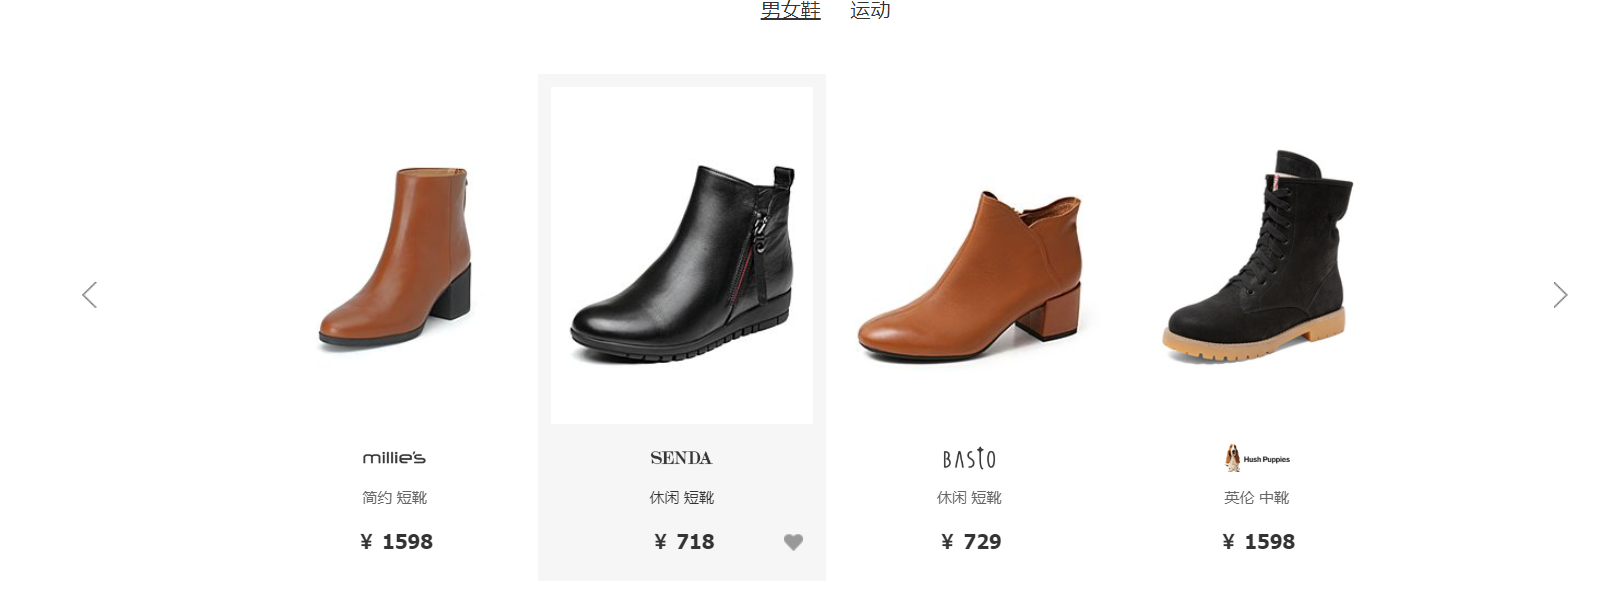 男女鞋 运动
millie's
简约 短靴
¥ 1598
SENDA
休闲 短靴
¥ 718
BASTO
休闲 短靴
¥ 729
Hush Puppies
英伦 中靴
¥ 1598